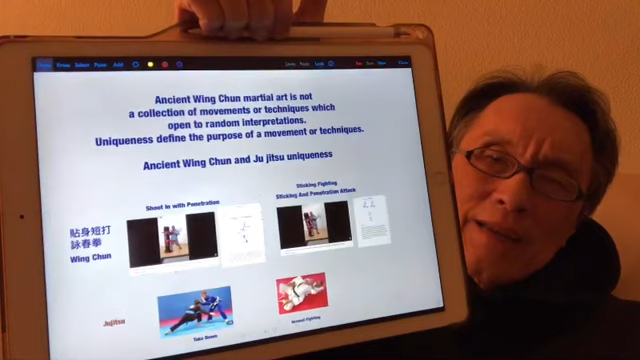 Ancient Wing Chun martial art is not
a collection of movements or techniques which
open to random interpretations.
Uniqueness define the purpose of a movement or techniques.
Ancient Wing Chun and Ju jitsu uniqueness
Shoot In with Penetration
Sticking Fighting
Sticking And Penetration Attack
貼身短打
詠春拳
Wing Chun
Jujitsu
Take Down
Ground Fighting